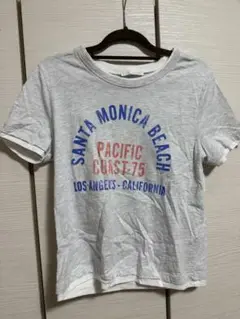 SANTA MONICA BEACH
PACIFIC
COAST-75
LOS ANGELES - CALIFORNIA